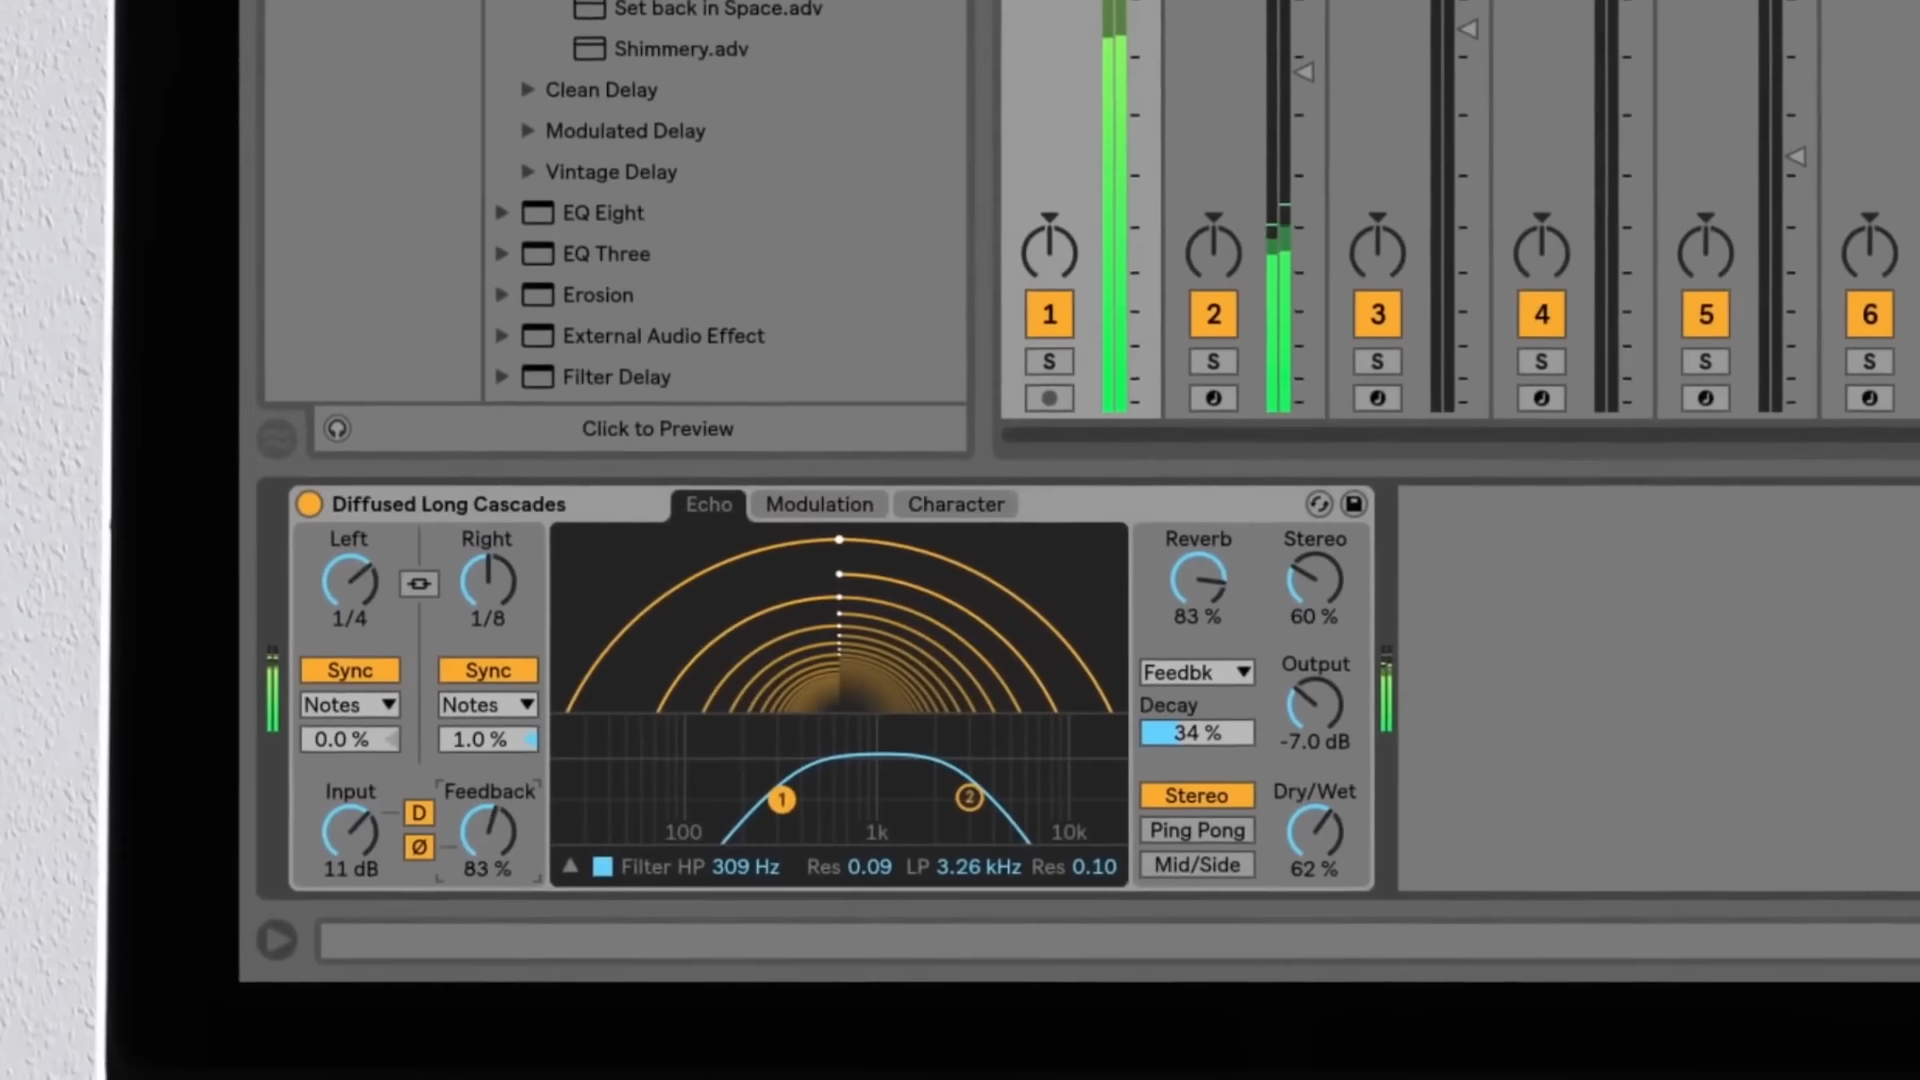 Set back in Space.adv
Shimmery.adv
Clean Delay
Modulated Delay
Vintage Delay
EQ Eight
EQ Three
Erosion
External Audio Effect
Filter Delay
Click to Preview
1 2 3 4 5 6
S S S S S S
Diffused Long Cascades
Echo Modulation Character
Left Right
1/4 1/8
Sync Sync
Notes Notes
0.0 % 1.0 %
Input Feedback
D
Ø
11 dB 83 %
1 2
100 1k 10k
Filter HP 309 Hz Res 0.09 LP 3.26 kHz Res 0.10
Reverb Stereo
83 % 60 %
Feedbk Output
Decay
34 % -7.0 dB
Stereo Dry/Wet
Ping Pong
Mid/Side 62 %